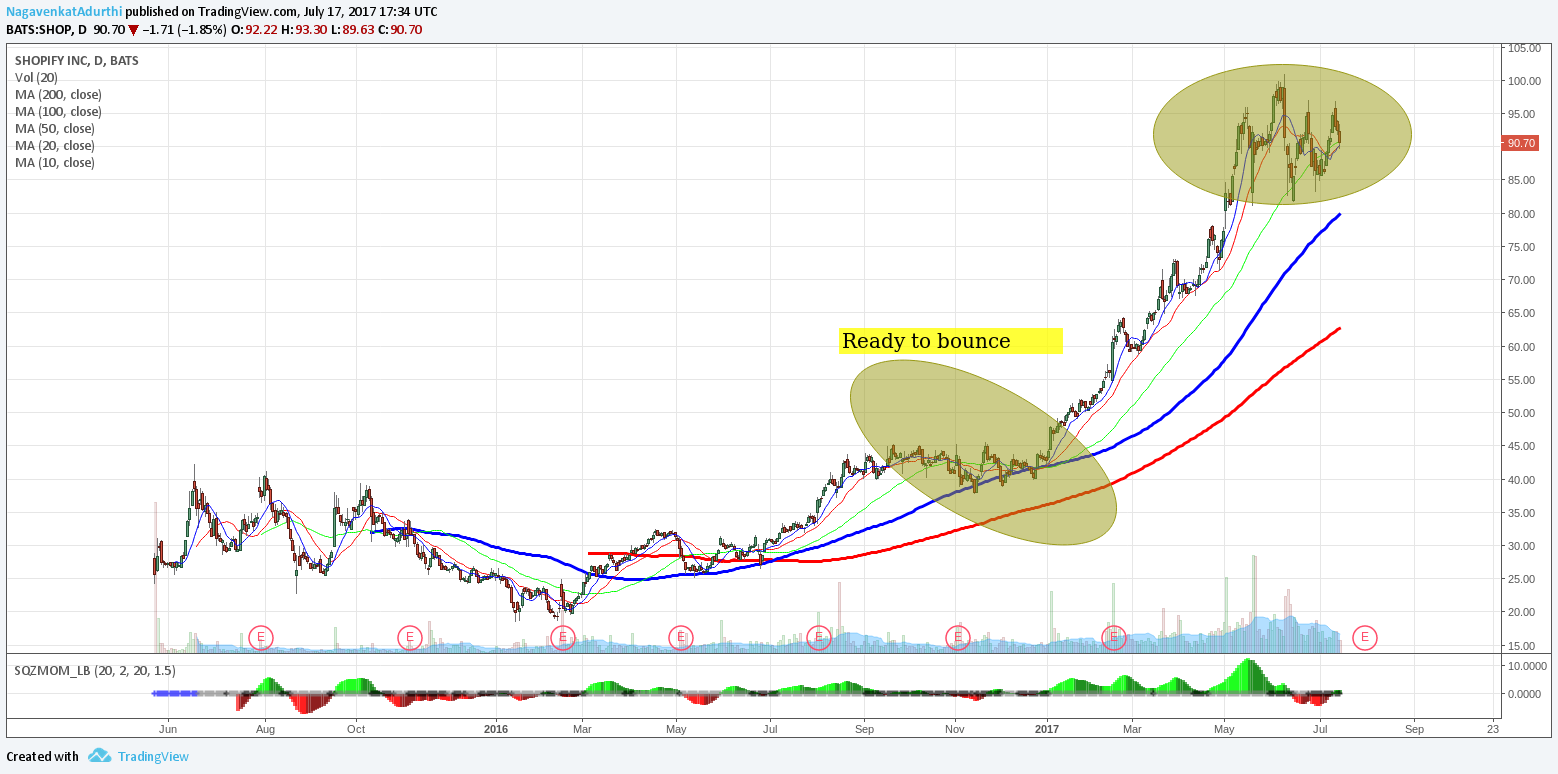 NagavenkatAdurthi published on TradingView.com, July 17, 2017 17:34 UTC
BATS:SHOP, D 90.70 ▼ −1.71 (−1.85%) O:92.22 H:93.30 L:89.63 C:90.70
SHOPIFY INC, D, BATS
Vol (20)
MA (200, close)
MA (100, close)
MA (50, close)
MA (20, close)
MA (10, close)
105.00
100.00
95.00
90.70
85.00
80.00
75.00
70.00
65.00
Ready to bounce
60.00
55.00
50.00
45.00
40.00
35.00
30.00
25.00
20.00
E E E E E E E E
15.00
SQZMOM_LB (20, 2, 20, 1.5)
10.0000
0.0000
Jun Aug Oct 2016 Mar May Jul Sep Nov 2017 Mar May Jul Sep 23
Created with TradingView